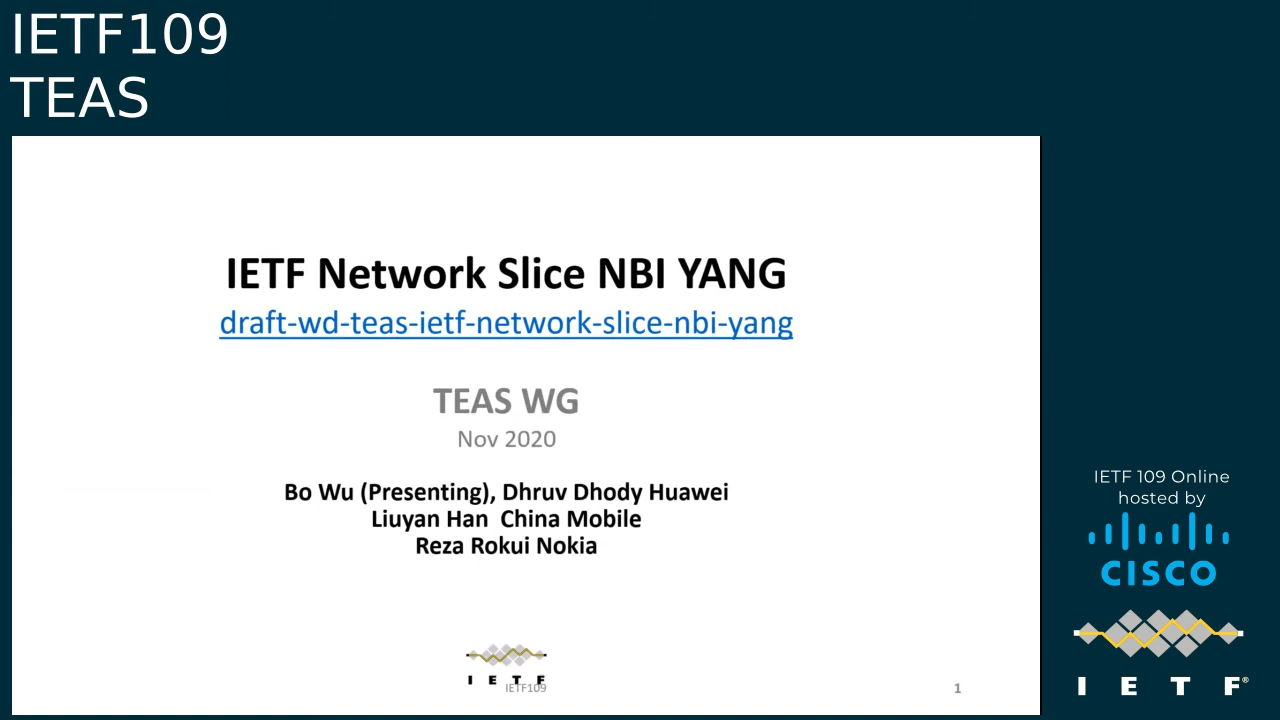 IETF109
TEAS
IETF Network Slice NBI YANG
draft-wd-teas-ietf-network-slice-nbi-yang
TEAS WG
Nov 2020
Bo Wu (Presenting), Dhruv Dhody Huawei
Liuyan Han China Mobile
Reza Rokui Nokia
I E T F
IETF109
1
IETF 109 Online
hosted by
CISCO
I E T F®